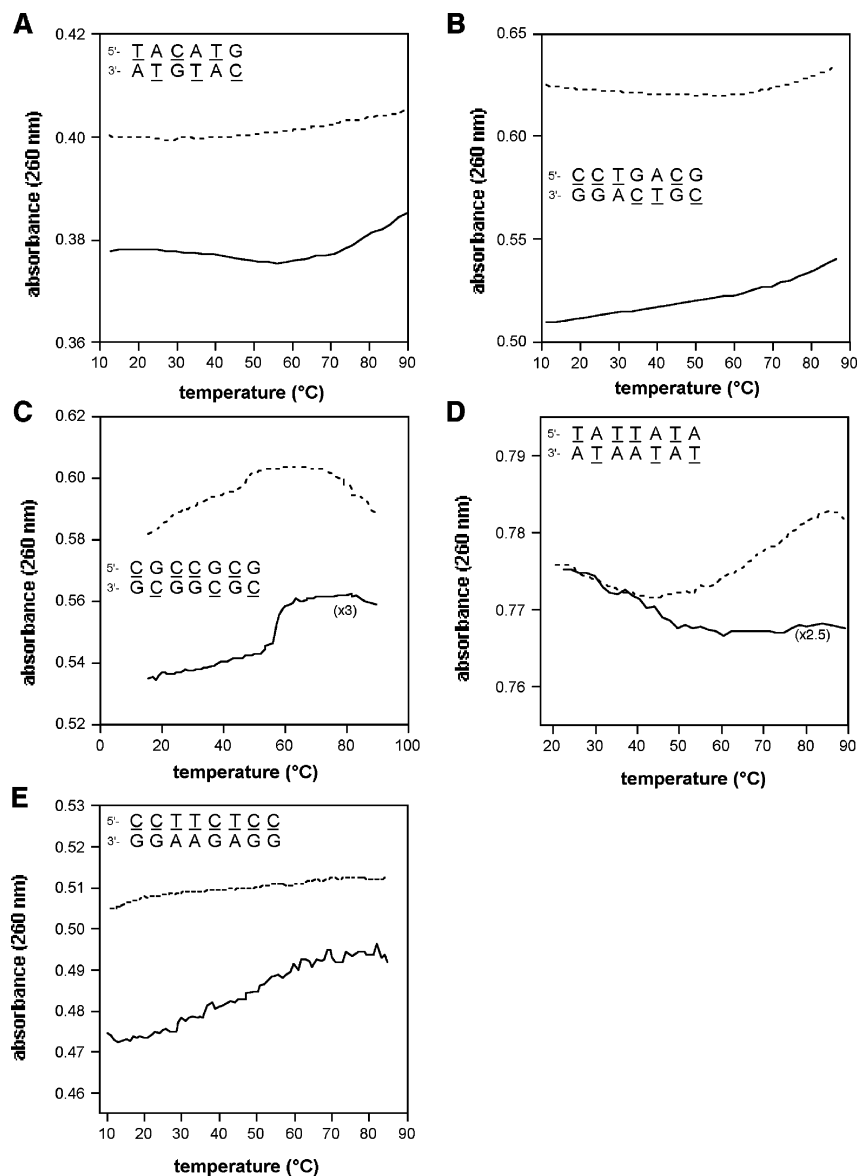 A
0.42
0.40
0.38
0.36
absorbance (260 nm)
5'- T A C A T G
3'- A T G T A C
10 20 30 40 50 60 70 80 90
temperature (°C)
B
0.65
0.60
0.55
0.50
absorbance (260 nm)
5'- C C T G A C G
3'- G G A C T G C
10 20 30 40 50 60 70 80 90
temperature (°C)
C
0.62
0.60
0.58
0.56
0.54
0.52
absorbance (260 nm)
5'- C G C C G C G
3'- G C G G C G C
(x3)
0 20 40 60 80 100
temperature (°C)
D
0.79
0.78
0.77
0.76
absorbance (260 nm)
5'- T A T T A T A
3'- A T A A T A T
(x2.5)
20 30 40 50 60 70 80 90
temperature (°C)
E
0.53
0.52
0.51
0.50
0.49
0.48
0.47
0.46
absorbance (260 nm)
5'- C C T T C T C C
3'- G G A A G A G G
10 20 30 40 50 60 70 80 90
temperature (°C)